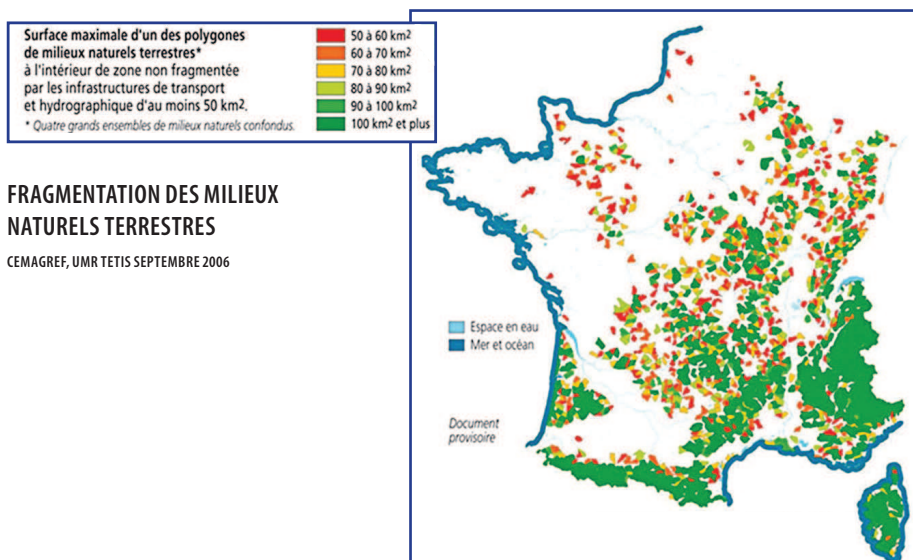 Surface maximale d'un des polygones
de milieux naturels terrestres*
à l'intérieur de zone non fragmentée
par les infrastructures de transport
et hydrographique d'au moins 50 km².
* Quatre grands ensembles de milieux naturels confondus.
50 à 60 km²
60 à 70 km²
70 à 80 km²
80 à 90 km²
90 à 100 km²
100 km² et plus
FRAGMENTATION DES MILIEUX
NATURELS TERRESTRES
CEMAGREF, UMR TETIS SEPTEMBRE 2006
Espace en eau
Mer et océan
Document
provisoire